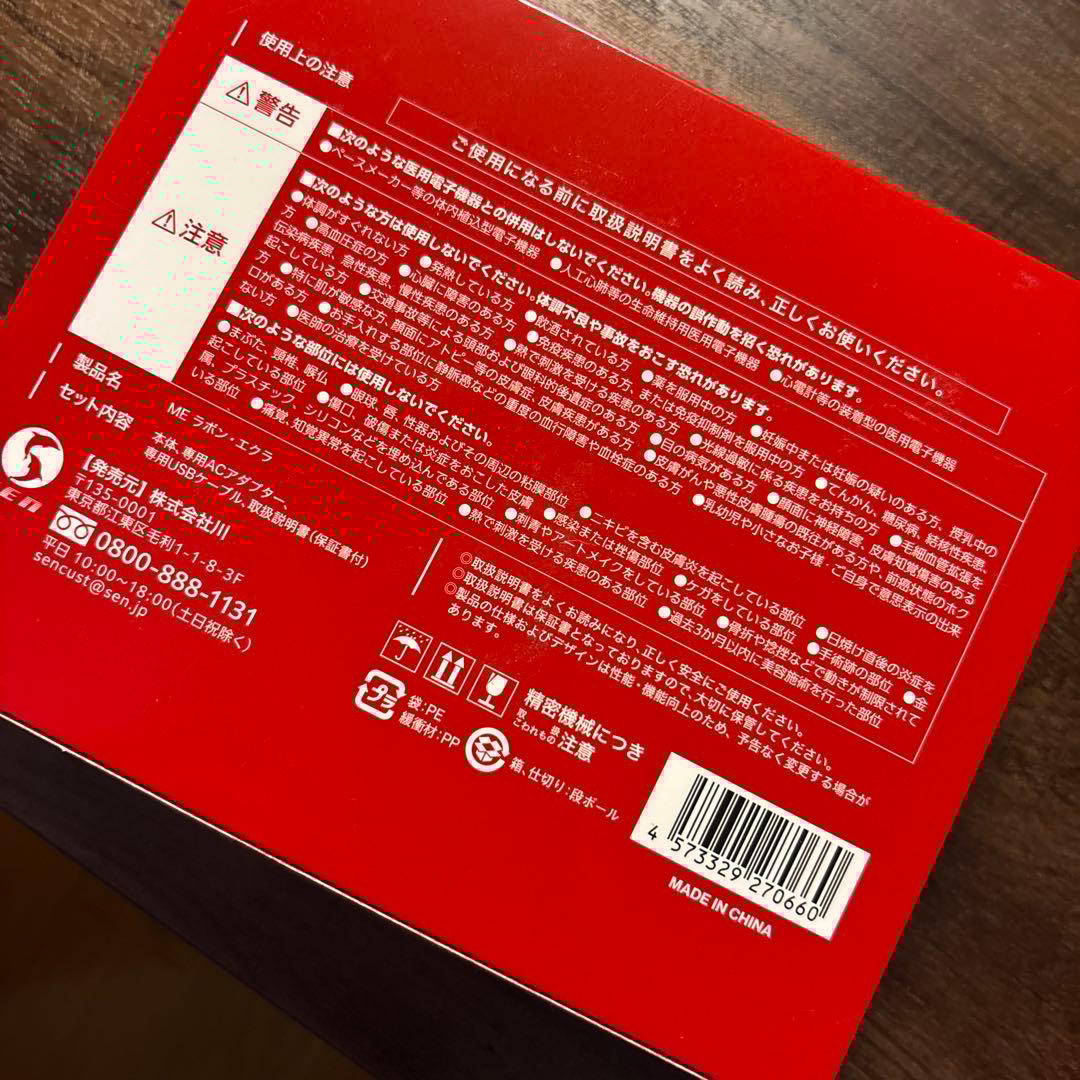 使用上の注意
ご使用になる前に取扱説明書をよく読み、正しくお使いください。
⚠警告
■次のような医用電子機器との併用はしないでください。機器の誤作動を招く恐れがあります。
●ペースメーカー等の体内植込型電子機器 ●人工心肺等の生命維持用医用電子機器 ●心電計等の装着型の医用電子機器
⚠注意
■次のような方は使用しないでください。体調不良や事故をおこす恐れがあります。
●体調がすぐれない方 ●発熱している方 ●飲酒されている方 ●薬を服用中の方 ●妊娠中または妊娠の疑いのある方、授乳中の
方 ●高血圧症の方 ●心臓に障害のある方 ●免疫疾患のある方、または免疫抑制剤を服用中の方 ●てんかん、糖尿病、結核性疾患、
伝染病疾患、急性疾患、慢性疾患のある方 ●熱で刺激を受ける疾患のある方 ●光線過敏に係る疾患をお持ちの方 ●毛細血管拡張を
起こしている方 ●交通事故等による頭部および眼科的後遺症のある方 ●目の病気がある方 ●顔面に神経障害、皮膚知覚障害のある
方 ●特に肌が敏感な方、顔面にアトピー等の皮膚症、皮膚疾患がある方 ●皮膚がんや悪性皮膚腫瘍の既往がある方や、前癌状態のホク
ロがある方 ●お手入れする部位に静脈癌などの重度の血行障害や血栓症のある方 ●乳幼児や小さなお子様・ご自身で意思表示の出来
ない方 ●医師の治療を受けている方
■次のような部位には使用しないでください。
●まぶた、頸椎、喉仏 ●眼球、唇、性器およびその周辺の粘膜部位 ●ニキビを含む皮膚炎を起こしている部位 ●日焼け直後の炎症を
起こしている部位 ●傷口、破傷または炎症をおこした皮膚 ●感染または挫傷部位 ●ケガをしている部位 ●手術跡の部位 ●金
属、プラスチック、シリコンなどを埋め込んである部位 ●刺青やアートメイクをしている部位 ●骨折や捻挫などで動きが制限されて
いる部位 ●痛覚、知覚異常を起こしている部位 ●熱で刺激を受ける疾患のある部位 ●過去3か月以内に美容施術を行った部位
製品名 ME ラボン・エクラ
セット内容 本体、専用ACアダプター、
専用USBケーブル、取扱説明書(保証書付)
【発売元】株式会社川
〒135-0001
東京都江東区毛利1-1-8-3F
0800-888-1131
平日 10:00~18:00(土日祝除く)
sencust@sen.jp
◎取扱説明書をよくお読みになり、正しく安全にご使用ください。
◎取扱説明書は保証書となっておりますので、大切に保管してください。
◎製品の仕様およびデザインは性能・機能向上のため、予告なく変更する場合が
あります。
精密機械につき
取扱注意
こわれもの
プラ
袋:PE
緩衝材:PP
箱、仕切り:段ボール
4 573329 270660
MADE IN CHINA